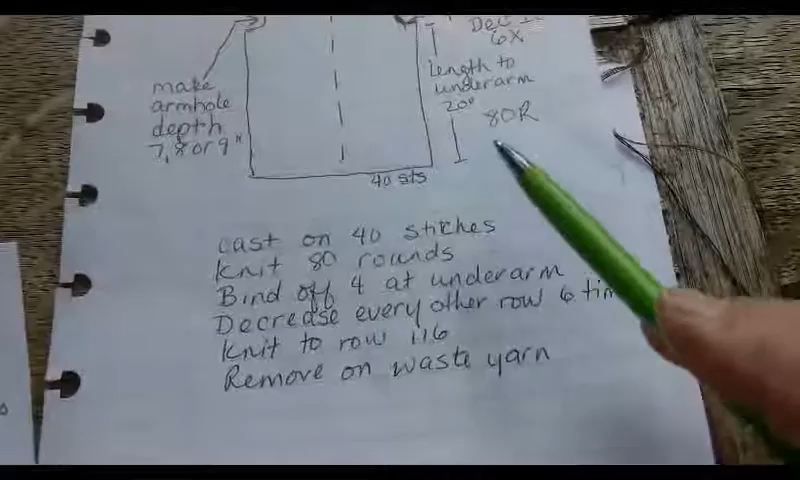 6X
make
armhole
depth
7, 8 or 9"
length to
underarm
20"
80R
40 sts
cast on 40 stiches
Knit 80 rounds
Bind off 4 at underarm
Decrease every other row 6 tim
Knit to row 116
Remove on waste yarn